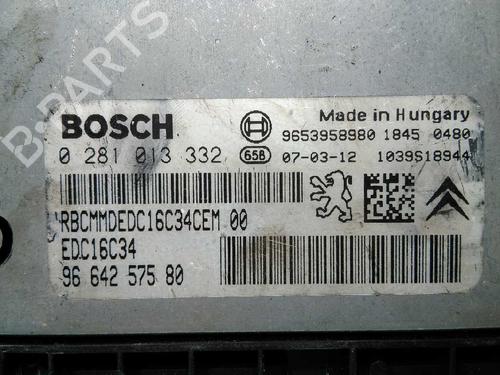 B-PARTS
BOSCH
Made in Hungary
9653958980 1845 0480
0 281 013 332 65B 07-03-12 1039S18944
RBCMMDEDC16C34CEM 00
EDC16C34
96 642 575 80